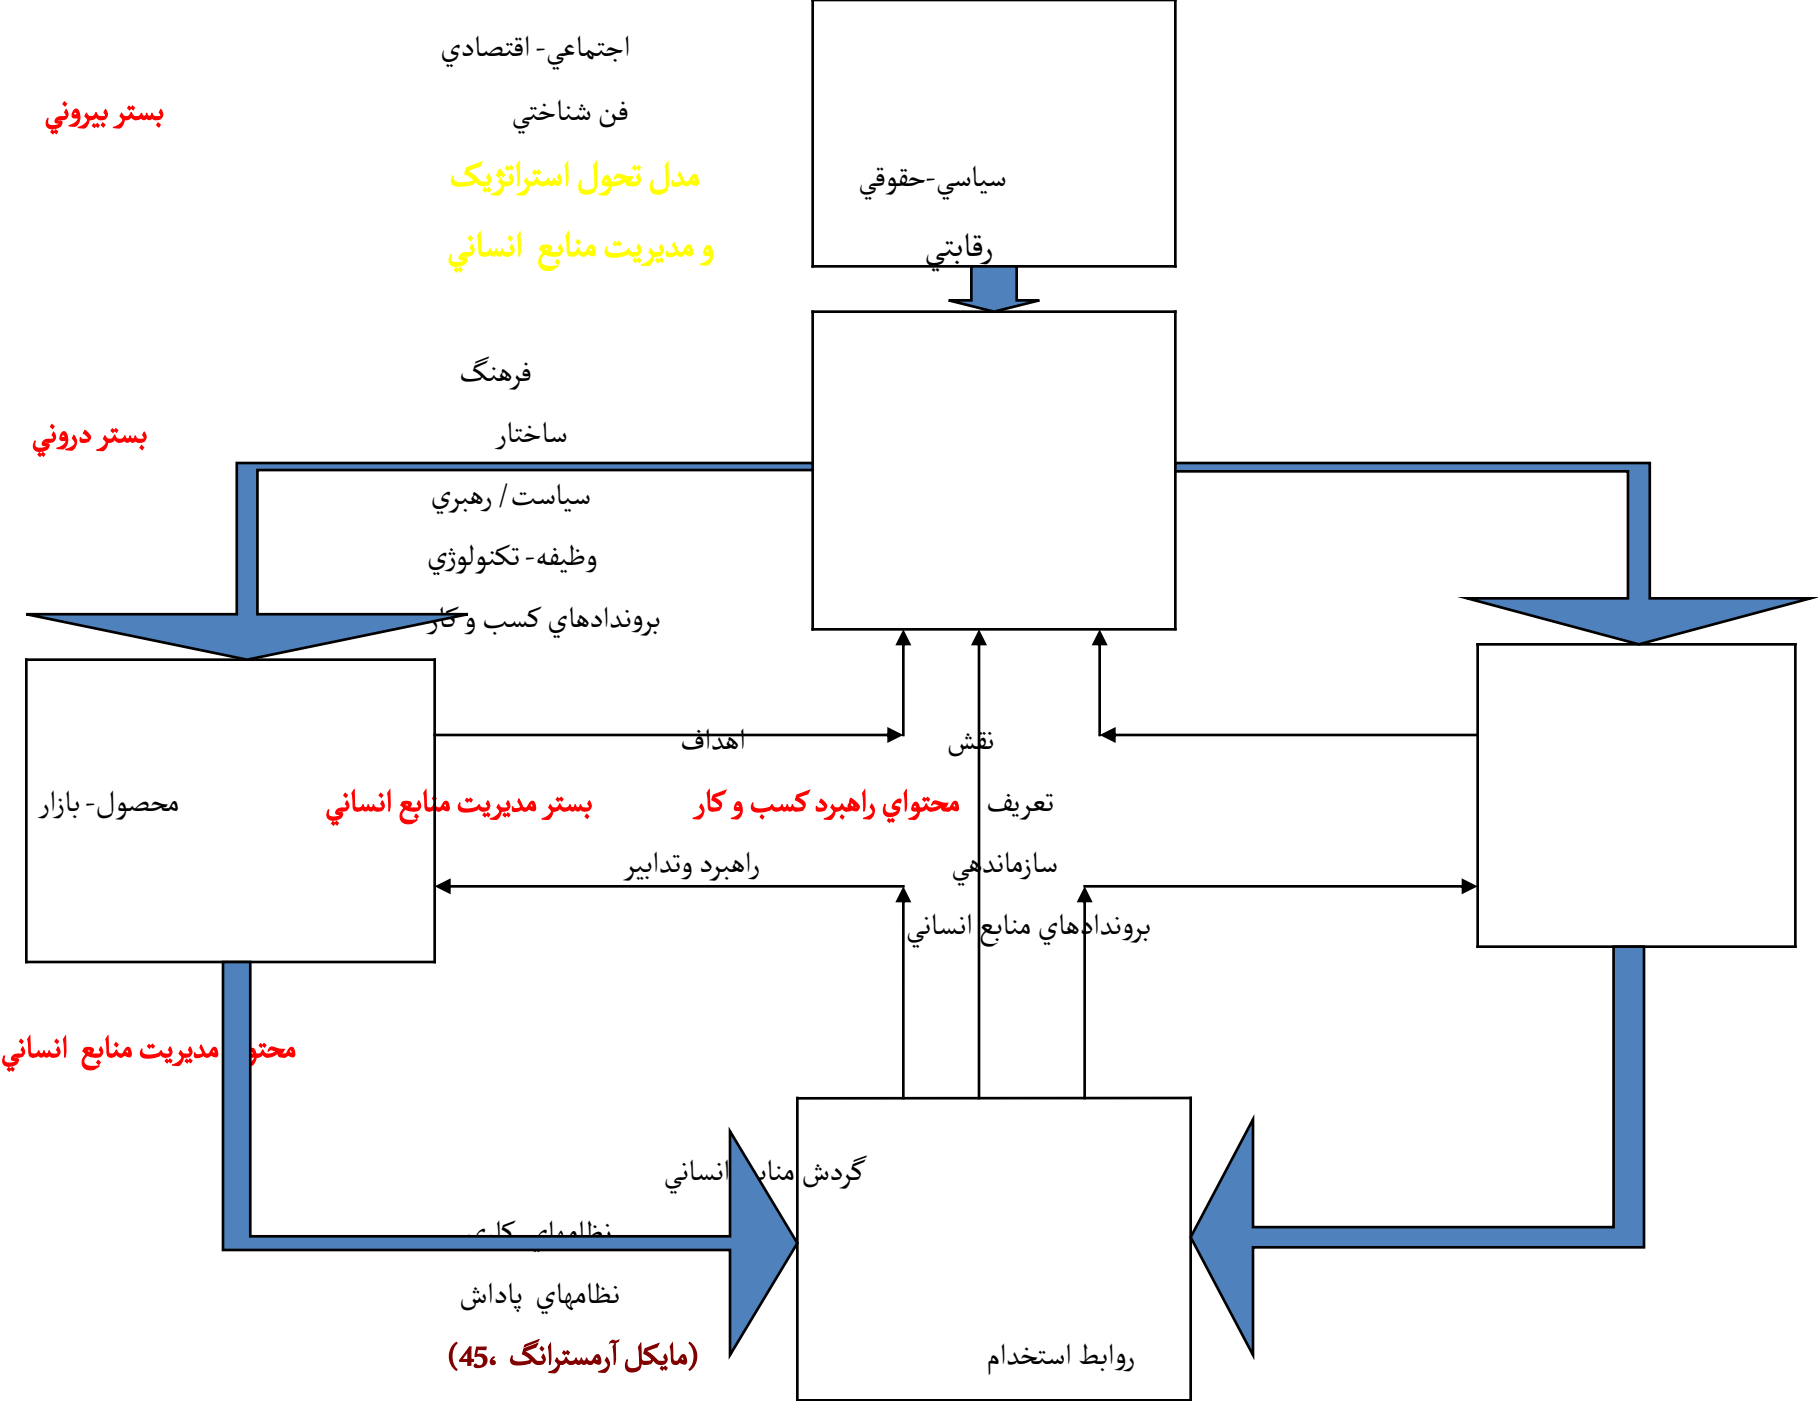 اجتماعي- اقتصادي
فن شناختي بستر بيروني
سياسي-حقوقي مدل تحول استراتژيک
رقابتي و مديريت منابع انساني
فرهنگ
ساختار بستر دروني
سياست/ رهبري
وظيفه- تكنولوژي
بروندادهاي كسب و كار
نقش اهداف
تعريف محتواي راهبرد كسب و كار بستر مديريت منابع انساني محصول- بازار
سازماندهي راهبرد وتدابير
بروندادهاي منابع انساني
مديريت منابع انساني
گردش منابع انساني
نظامهاي پاداش
روابط استخدام (مايكل آرمسترانگ ،45)